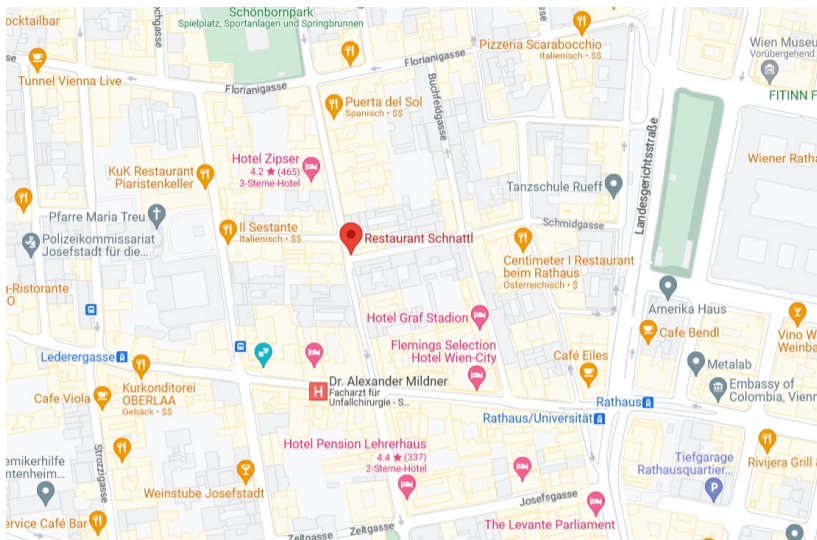 ocktailbar
Schönbornpark
Spielplatz, Sportanlagen und Springbrunnen
Florianigasse
Pizzeria Scarabocchio
Italienisch • $$
Wien Museu
Vorübergehend
Tunnel Vienna Live
Florianigasse
FITINN F
Puerta del Sol
Spanisch • $$
Buchfeldgasse
Landesgerichtsstraße
Hotel Zipser
4.2 ★ (465)
3-Sterne-Hotel
KuK Restaurant
Piaristenkeller
Wiener Ratha
Tanzschule Rueff
Pfarre Maria Treu
Schmidgasse
Il Sestante
Italienisch • $$
Restaurant Schnattl
Polizeikommissariat
Josefstadt für die...
Centimeter I Restaurant
beim Rathaus
Österreichisch • $
a-Ristorante
O
Amerika Haus
Hotel Graf Stadion
Cafe Bendl
Vino W
Weinba
Flemings Selection
Hotel Wien-City
Lederergasse
Café Eiles
Metalab
Kurkonditorei
OBERLAA
Gebäck • $$
H
Dr. Alexander Mildner
Facharzt für
Unfallchirurgie - S...
Embassy of
Colombia, Vienn
Cafe Viola
Rathaus
Rathaus/Universität
Hotel Pension Lehrerhaus
4.4 ★ (337)
2-Sterne-Hotel
Strozzigasse
Tiefgarage
Rathausquartier...
P
Rivijera Grill &
emikerhilfe
ntenheim...
Weinstube Josefstadt
Josefsgasse
The Levante Parliament
ervice Café Bar
Zeltgasse
Zeltgasse